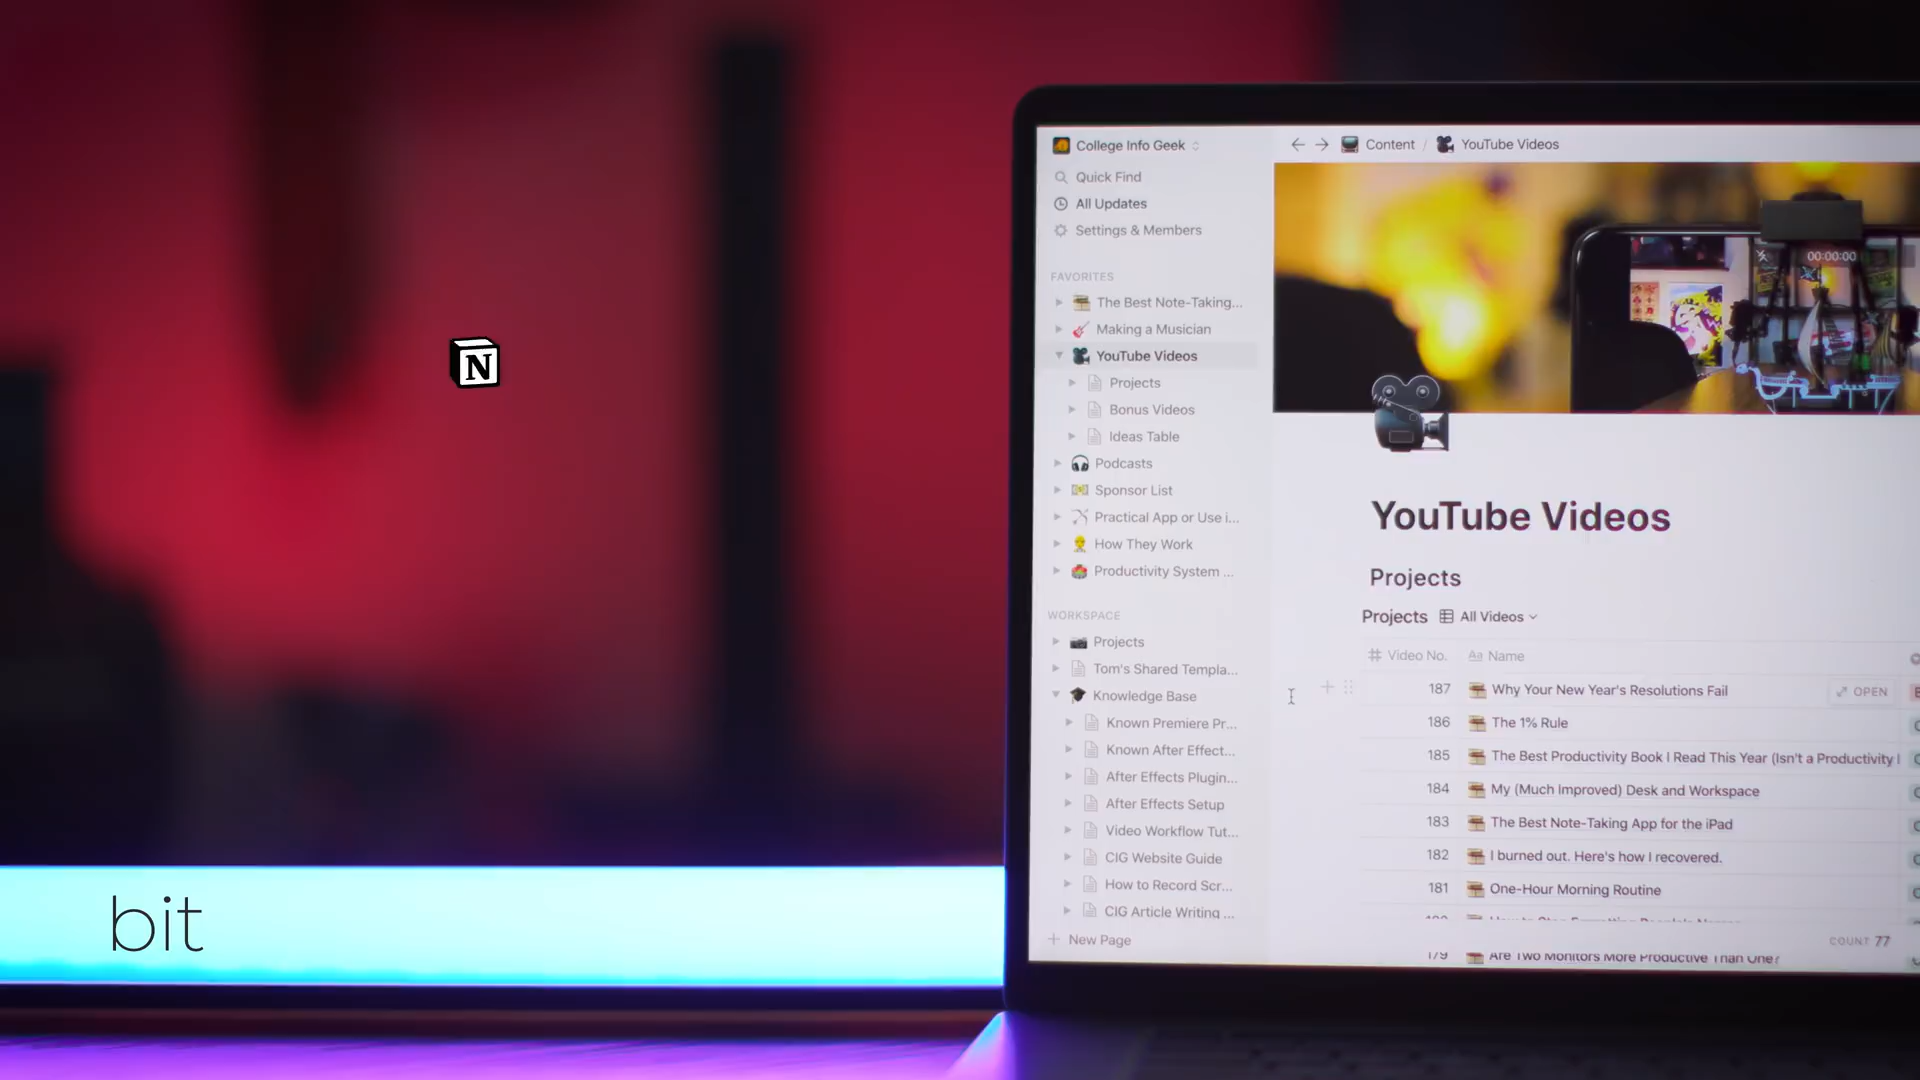 N
College Info Geek
Quick Find
All Updates
Settings & Members
FAVORITES
The Best Note-Taking...
Making a Musician
YouTube Videos
Projects
Bonus Videos
Ideas Table
Podcasts
Sponsor List
Practical App or Use i...
How They Work
Productivity System ...
WORKSPACE
Projects
Tom's Shared Templa...
Knowledge Base
Known Premiere Pr...
Known After Effect...
After Effects Plugin...
After Effects Setup
Video Workflow Tut...
CIG Website Guide
How to Record Scr...
CIG Article Writing ...
New Page
Content / YouTube Videos
00:00:00
YouTube Videos
Projects
Projects All Videos
Video No. Aa Name
187 Why Your New Year's Resolutions Fail OPEN
186 The 1% Rule
185 The Best Productivity Book I Read This Year (Isn't a Productivity
184 My (Much Improved) Desk and Workspace
183 The Best Note-Taking App for the iPad
182 I burned out. Here's how I recovered.
181 One-Hour Morning Routine
179 Are Two Monitors More Productive Than One?
COUNT 77
bit